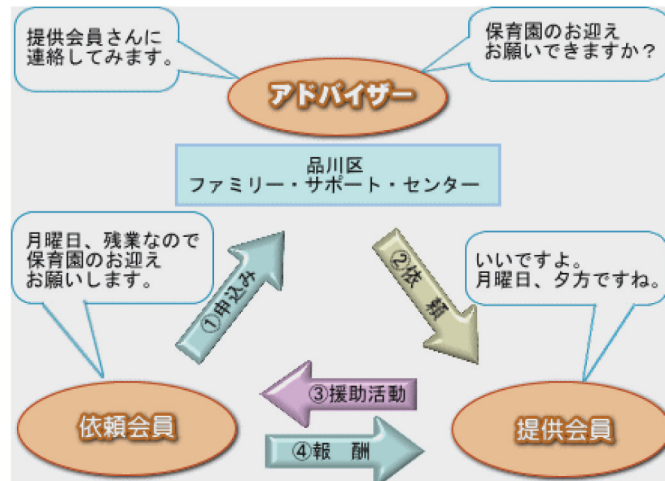 提供会員さんに
連絡してみます。
保育園のお迎え
お願いできますか？
アドバイザー
品川区
ファミリー・サポート・センター
月曜日、残業なので
保育園のお迎え
お願いします。
①申込み
②依 頼
いいですよ。
月曜日、夕方ですね。
③援助活動
依頼会員
④報 酬
提供会員